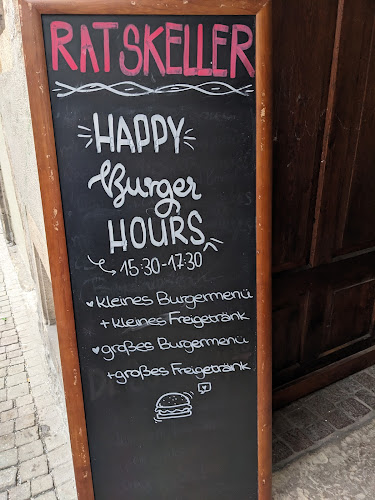 RATSKELLER
HAPPY
Burger
HOURS
15:30-17:30
kleines Burgermenü
+ kleines Freigetränk
großes Burgermenü
+ großes Freigetränk